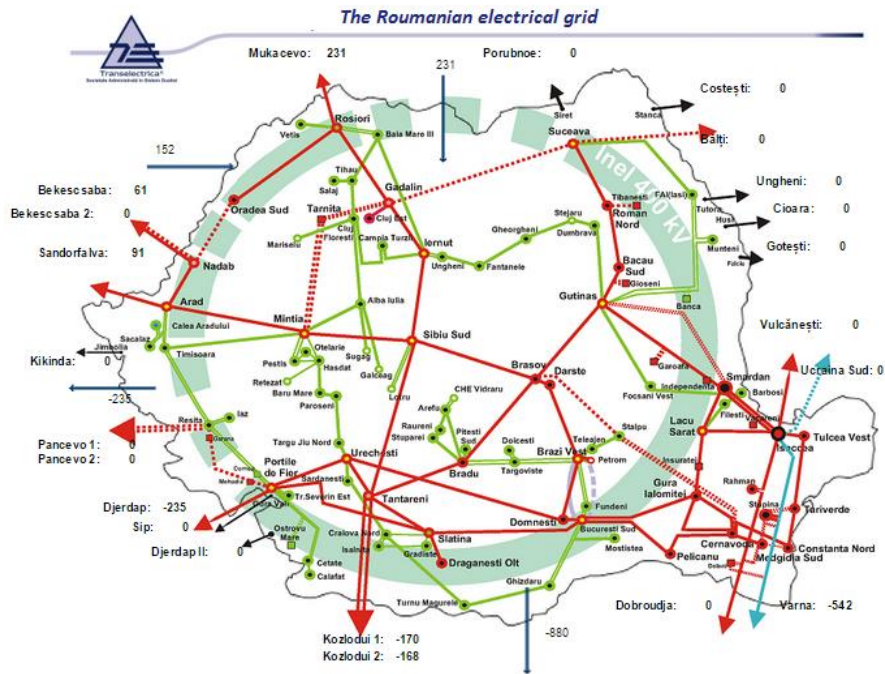 The Roumanian electrical grid
Transelectrica®
Mukacevo: 231
231
Porubnoe: 0
Costești: 0
Siret
Stanca
Rosiori
Vetis
Baia Mare III
Suceava
Bălți: 0
Inel 400 kV
152
Tihau
Salaj
Gadalin
Bekescsaba: 61
Oradea Sud
Tarnita
Cluj Est
Stejaru
Tibanesti
FAI(Iasi)
Ungheni: 0
Tutora
Bekescsaba 2: 0
Cluj Floresti
Campia Turzii
Gheorgheni
Dumbrava
Roman Nord
Husi
Cioara: 0
Mariselu
Iernut
Munteni
Gotești: 0
Sandorfalva: 91
Nadab
Ungheni
Fantanele
Bacau Sud
Gioseni
Arad
Alba Iulia
Gutinas
Banca
Calea Aradului
Mintia
Sibiu Sud
Vulcănești: 0
Sacalaz
Jimbolia
Otelarie
Kikinda: 0
Timisoara
Pestis
Hasdat
Sugag
Galceag
Brasov
Darste
Garoafa
Smardan
Ucraina Sud: 0
Retezat
Lotru
CHE Vidraru
Focsani Vest
Independenta
Barbosi
-235
Baru Mare
Paroseni
Arefu
Filesti
Vacareni
Resita
Iaz
Raureni
Stuparei
Pitesti Sud
Doicesti
Teleajen
Stalpu
Lacu Sarat
Isaccea
Tulcea Vest
Pancevo 1: 0
Targu Jiu Nord
Urechesti
Targoviste
Brazi Vest
Petrom
Insuratei
Pancevo 2: 0
Portile de Fier
Bradu
Gura Ialomitei
Rahman
Sardanesti
Stupina
Tariverde
Djerdap: -235
Gura Vaii
Tr.Severin Est
Tantareni
Fundeni
Sip: 0
Ostrovu Mare
Craiova Nord
Slatina
Domnesti
Bucuresti Sud
Cernavoda
Constanta Nord
Djerdap II: 0
Isalnita
Gradiste
Mostistea
Pelicanu
Medgidia Sud
Cetate
Draganesti Olt
Calafat
Ghizdaru
Turnu Magurele
Dobroudja: 0
Varna: -542
-880
Kozlodui 1: -170
Kozlodui 2: -168